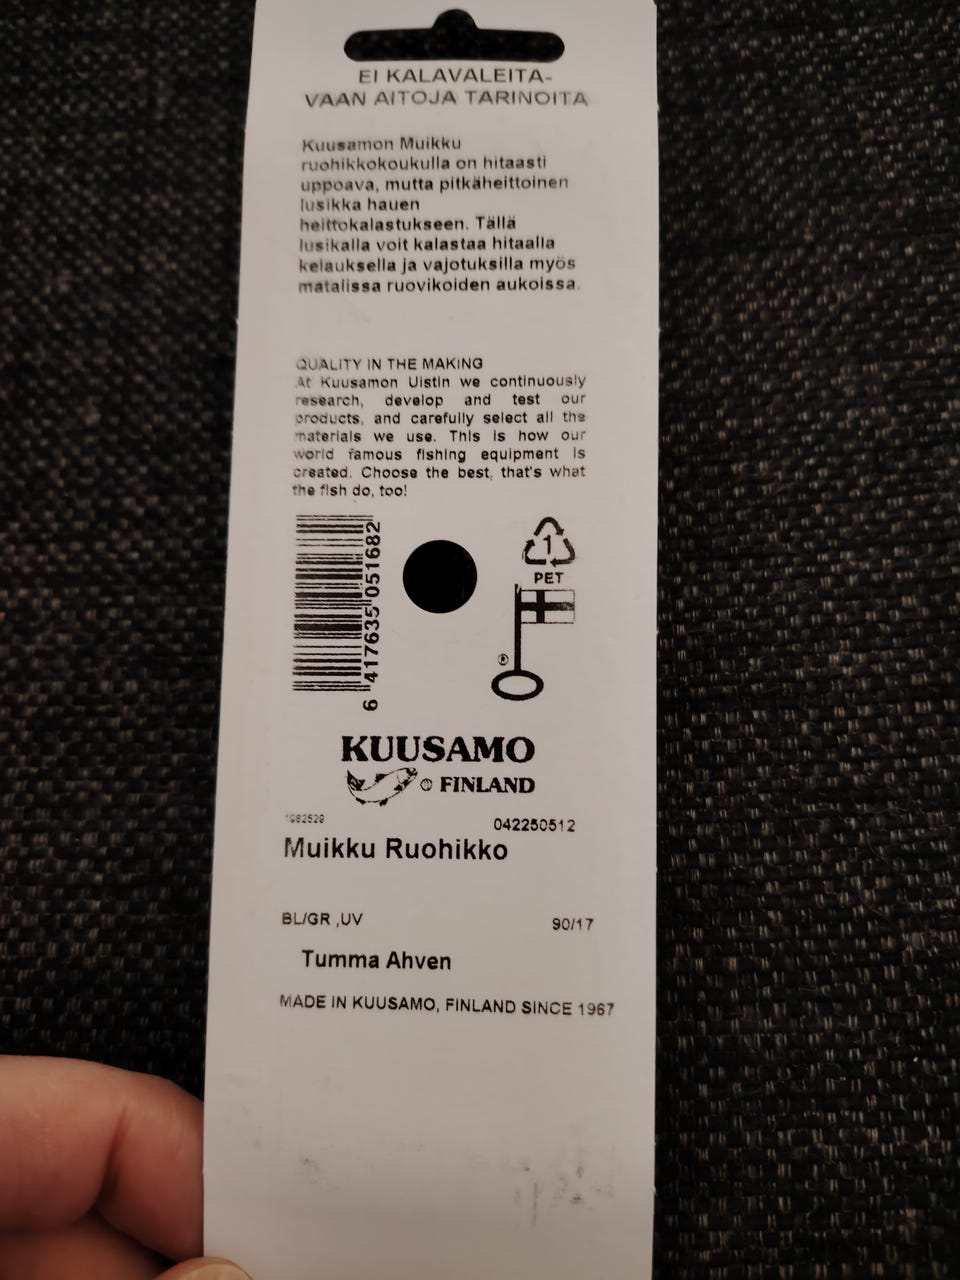 EI KALAVALEITA-
VAAN AITOJA TARINOITA
Kuusamon Muikku
ruohikkokoukulla on hitaasti
uppoava, mutta pitkäheittoinen
lusikka hauen
heittokalastukseen. Tällä
lusikalla voit kalastaa hitaalla
kelauksella ja vajotuksilla myös
matalissa ruovikoiden aukoissa.
QUALITY IN THE MAKING
At Kuusamon Uistin we continuously
research, develop and test our
products, and carefully select all the
materials we use. This is how our
world famous fishing equipment is
created. Choose the best, that's what
the fish do, too!
6 417635 051682
1
PET
®
KUUSAMO
® FINLAND
042250512
Muikku Ruohikko
BL/GR ,UV 90/17
Tumma Ahven
MADE IN KUUSAMO, FINLAND SINCE 1967